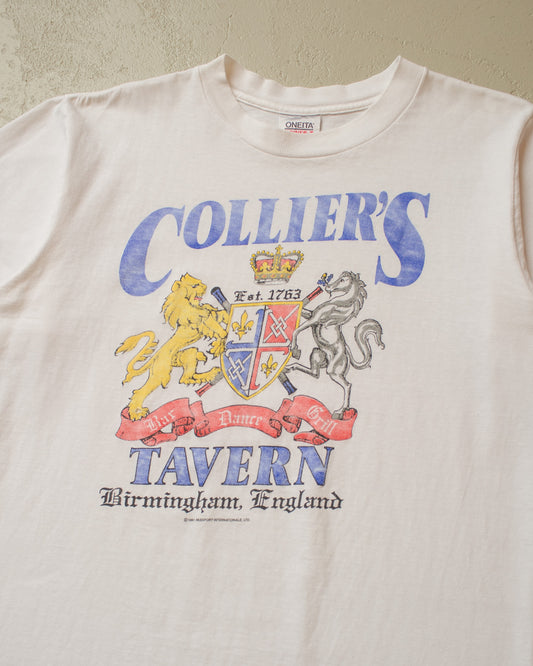 ONEITA
COLLIER'S
Est. 1763
Bar Dance Grill
TAVERN
Birmingham, England